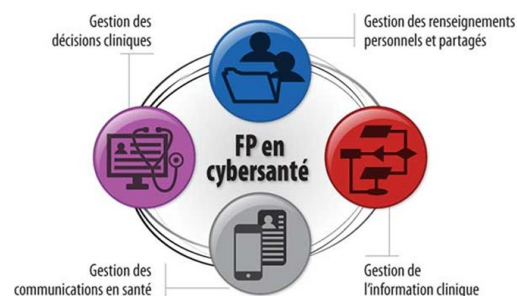 Gestion des
décisions cliniques
Gestion des renseignements
personnels et partagés
FP en
cybersanté
Gestion des
communications en santé
Gestion de
l'information clinique